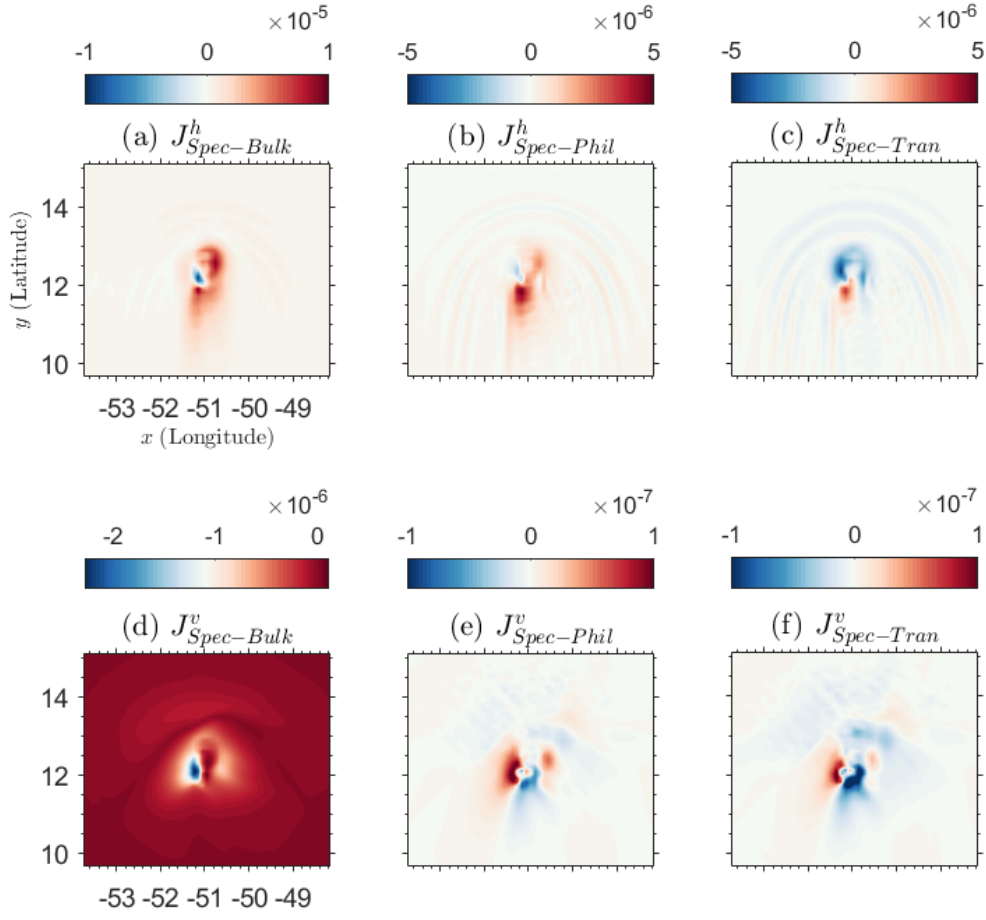 ×10⁻⁵ ×10⁻⁶ ×10⁻⁶
-1 0 1 -5 0 5 -5 0 5
(a) J^h_{Spec−Bulk} (b) J^h_{Spec−Phil} (c) J^h_{Spec−Tran}
14
12
10
y (Latitude)
-53 -52 -51 -50 -49
x (Longitude)
×10⁻⁶ ×10⁻⁷ ×10⁻⁷
-2 -1 0 -1 0 1 -1 0 1
(d) J^v_{Spec−Bulk} (e) J^v_{Spec−Phil} (f) J^v_{Spec−Tran}
14
12
10
-53 -52 -51 -50 -49